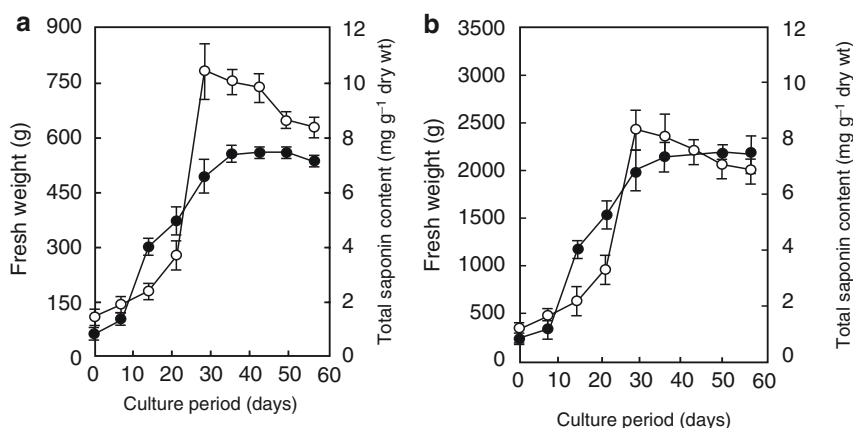 a
900
750
600
450
300
150
0
Fresh weight (g)
12
10
8
6
4
2
0
Total saponin content (mg g⁻¹ dry wt)
0 10 20 30 40 50 60
Culture period (days)
b
3500
3000
2500
2000
1500
1000
500
0
Fresh weight (g)
12
10
8
6
4
2
0
Total saponin content (mg g⁻¹ dry wt)
0 10 20 30 40 50 60
Culture period (days)